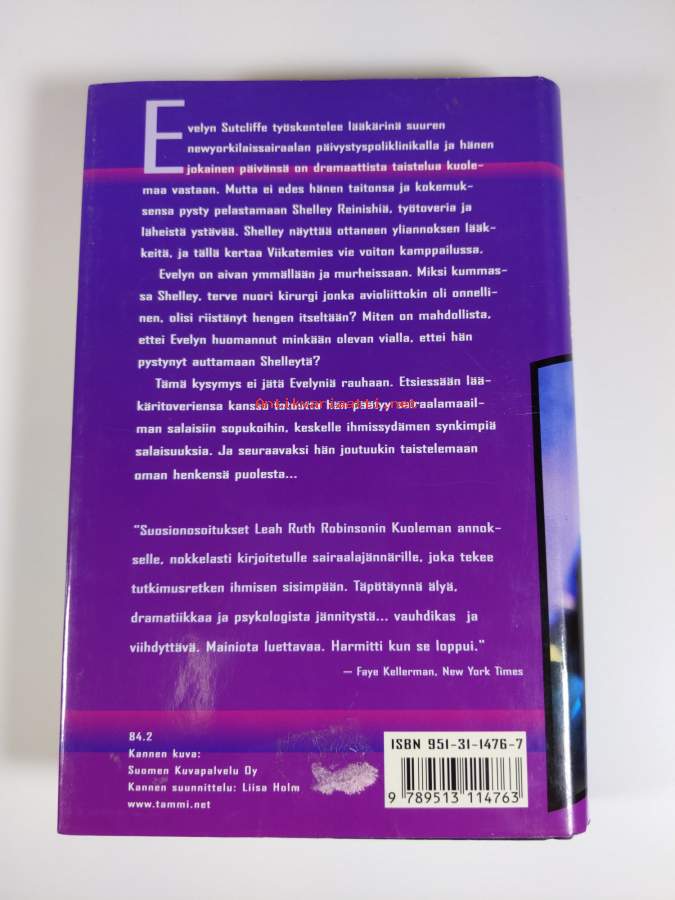 Evelyn Sutcliffe työskentelee lääkärinä suuren
newyorkilaissairaalan päivystyspoliklinikalla ja hänen
jokainen päivänsä on dramaattista taistelua kuole-
maa vastaan. Mutta ei edes hänen taitonsa ja kokemuk-
sensa pysty pelastamaan Shelley Reinishiä, työtoveria ja
läheistä ystävää. Shelley näyttää ottaneen yliannoksen lääk-
keitä, ja tällä kertaa Viikatemies vie voiton kamppailussa.
Evelyn on aivan ymmällään ja murheissaan. Miksi kummas-
sa Shelley, terve nuori kirurgi jonka avioliittokin oli onnelli-
nen, olisi riistänyt hengen itseltään? Miten on mahdollista,
ettei Evelyn huomannut minkään olevan vialla, ettei hän
pystynyt auttamaan Shelleytä?
Tämä kysymys ei jätä Evelyniä rauhaan. Etsiessään lää-
käritoveriensa kanssa totuutta hän päätyy sairaalamaail-
Antikvariaatti.net
man salaisiin sopukoihin, keskelle ihmissydämen synkimpiä
salaisuuksia. Ja seuraavaksi hän joutuukin taistelemaan
oman henkensä puolesta...
"Suosionosoitukset Leah Ruth Robinsonin Kuoleman annok-
selle, nokkelasti kirjoitetulle sairaalajännärille, joka tekee
tutkimusretken ihmisen sisimpään. Täpötäynnä älyä,
dramatiikkaa ja psykologista jännitystä... vauhdikas ja
viihdyttävä. Mainiota luettavaa. Harmitti kun se loppui."
— Faye Kellerman, New York Times
84.2
Kannen kuva:
Suomen Kuvapalvelu Oy
Kannen suunnittelu: Liisa Holm
www.tammi.net
ISBN 951-31-1476-7
9 789513 114763